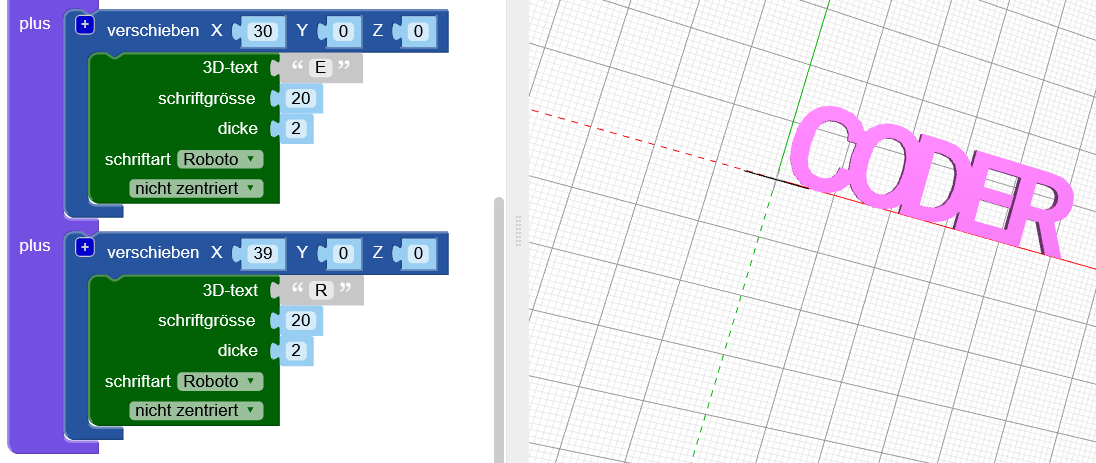 plus + verschieben X 30 Y 0 Z 0
3D-text “ E ”
schriftgrösse 20
dicke 2
schriftart Roboto ▼
nicht zentriert ▼
plus + verschieben X 39 Y 0 Z 0
3D-text “ R ”
schriftgrösse 20
dicke 2
schriftart Roboto ▼
nicht zentriert ▼
CODER